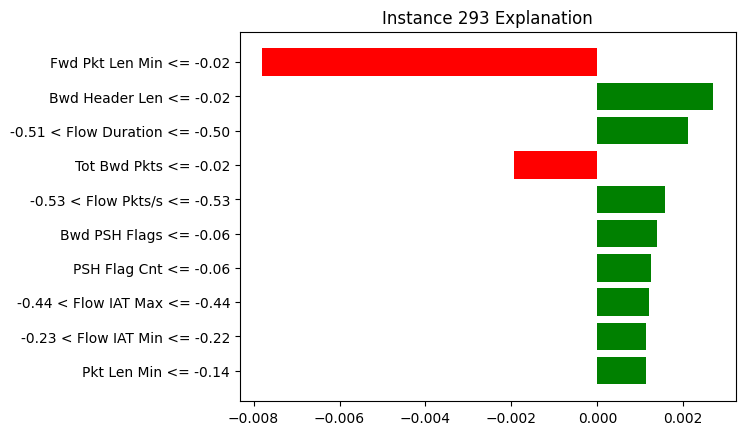 Instance 293 Explanation
Fwd Pkt Len Min <= -0.02
Bwd Header Len <= -0.02
-0.51 < Flow Duration <= -0.50
Tot Bwd Pkts <= -0.02
-0.53 < Flow Pkts/s <= -0.53
Bwd PSH Flags <= -0.06
PSH Flag Cnt <= -0.06
-0.44 < Flow IAT Max <= -0.44
-0.23 < Flow IAT Min <= -0.22
Pkt Len Min <= -0.14
−0.008 −0.006 −0.004 −0.002 0.000 0.002